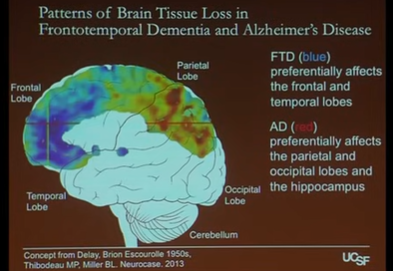 Patterns of Brain Tissue Loss in
Frontotemporal Dementia and Alzheimer's Disease
Parietal
Lobe
Frontal
Lobe
Temporal
Lobe
Occipital
Lobe
Cerebellum
FTD (blue)
preferentially affects
the frontal and
temporal lobes
AD (red)
preferentially affects
the parietal and
occipital lobes and
the hippocampus
Concept from Delay, Brion Escourolle 1950s,
Thibodeau MP, Miller BL. Neurocase. 2013
UCSF